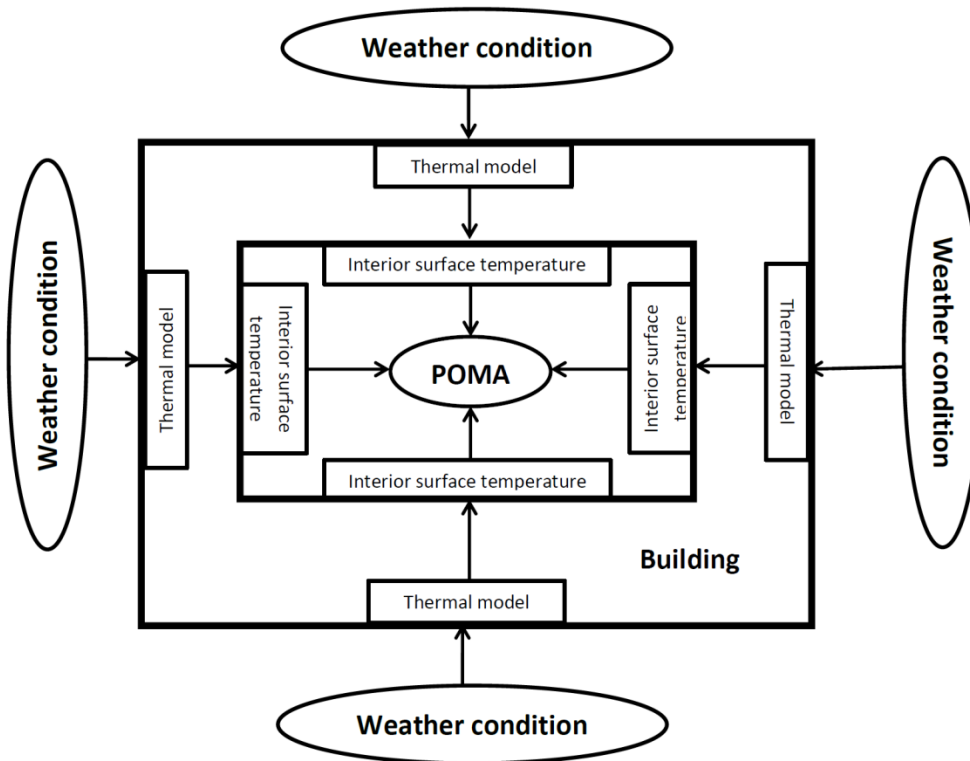 Weather condition
Thermal model
Interior surface temperature
Weather condition
Thermal model
Interior surface
temperature
POMA
Interior surface
temperature
Thermal model
Weather condition
Interior surface temperature
Building
Thermal model
Weather condition